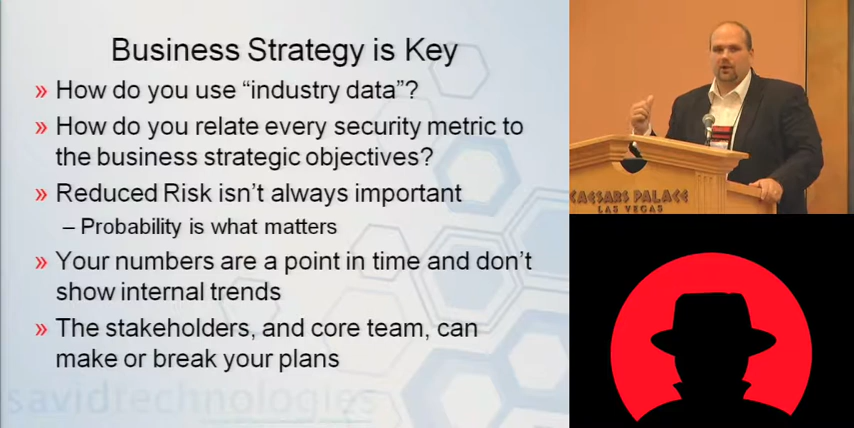 Business Strategy is Key
» How do you use “industry data”?
» How do you relate every security metric to
the business strategic objectives?
» Reduced Risk isn’t always important
– Probability is what matters
» Your numbers are a point in time and don’t
show internal trends
» The stakeholders, and core team, can
make or break your plans
savidtechnologies
CAESARS PALACE
LAS VEGAS